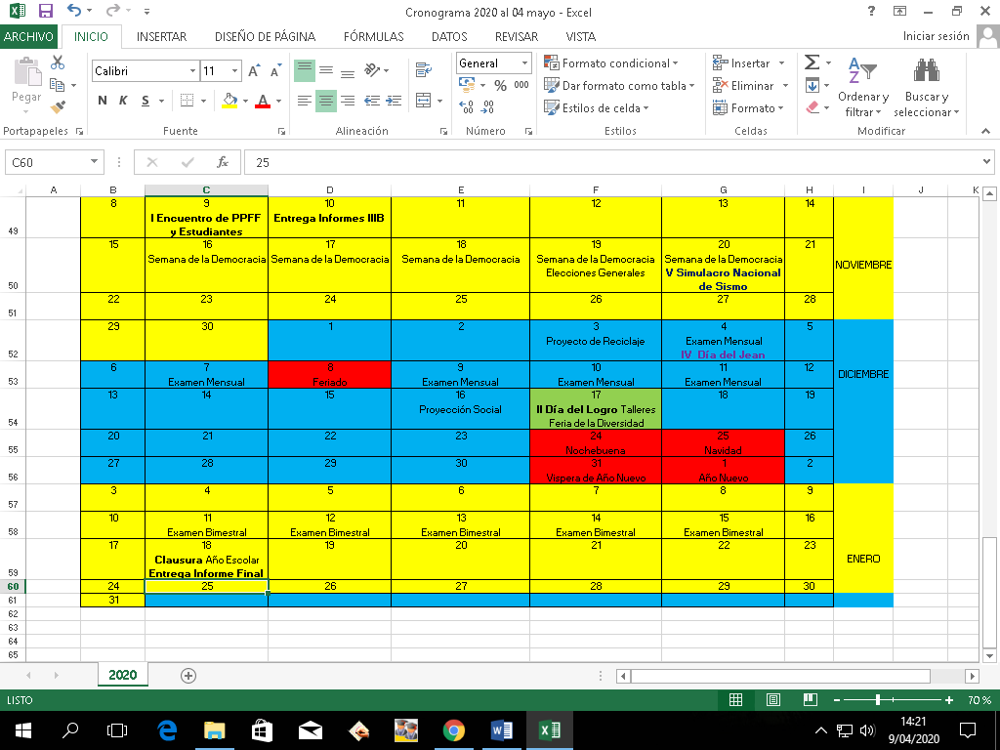 Cronograma 2020 al 04 mayo - Excel
ARCHIVO INICIO INSERTAR DISEÑO DE PÁGINA FÓRMULAS DATOS REVISAR VISTA Iniciar sesión
Pegar
Calibri 11
N K S
General
% 000
Formato condicional
Dar formato como tabla
Estilos de celda
Insertar
Eliminar
Formato
Ordenar y filtrar
Buscar y seleccionar
Portapapeles Fuente Alineación Número Estilos Celdas Modificar
C60 fx 25
A B C D E F G H I J K
49 8 9 10 11 12 13 14
I Encuentro de PPFF y Estudiantes Entrega Informes IIIB
50 15 16 17 18 19 20 21 NOVIEMBRE
Semana de la Democracia Semana de la Democracia Semana de la Democracia Semana de la Democracia Semana de la Democracia
Elecciones Generales V Simulacro Nacional de Sismo
51 22 23 24 25 26 27 28
52 29 30 1 2 3 4 5
Proyecto de Reciclaje Examen Mensual
IV Día del Jean
53 6 7 8 9 10 11 12 DICIEMBRE
Examen Mensual Feriado Examen Mensual Examen Mensual Examen Mensual
54 13 14 15 16 17 18 19
Proyección Social II Día del Logro Talleres
Feria de la Diversidad
55 20 21 22 23 24 25 26
Nochebuena Navidad
56 27 28 29 30 31 1 2
Vispera de Año Nuevo Año Nuevo
57 3 4 5 6 7 8 9
58 10 11 12 13 14 15 16
Examen Bimestral Examen Bimestral Examen Bimestral Examen Bimestral Examen Bimestral
59 17 18 19 20 21 22 23 ENERO
Clausura Año Escolar
Entrega Informe Final
60 24 25 26 27 28 29 30
61 31
62
63
64
65
2020
LISTO 70 %
14:21
9/04/2020